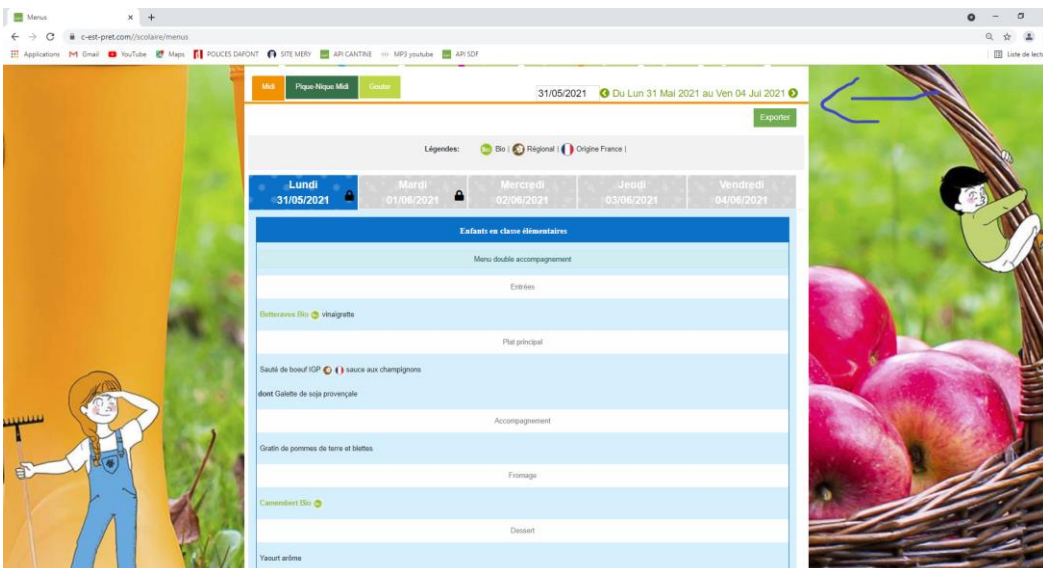 Menus
c-est-pret.com//scolaire/menus
Applications Gmail YouTube Maps POLICES DAFONT SITE MERY API CANTINE MP3 youtube API SDF Liste de lect
Midi Pique-Nique Midi Gouter
31/05/2021 Du Lun 31 Mai 2021 au Ven 04 Jui 2021
Exporter
Légendes: Bio | Régional | Origine France |
Lundi Mardi Mercredi Jeudi Vendredi
31/05/2021 01/06/2021 02/06/2021 03/06/2021 04/06/2021
Enfants en classe élémentaires
Menu double accompagnement
Entrées
Betteraves Bio vinaigrette
Plat principal
Sauté de boeuf IGP sauce aux champignons
dont Galette de soja provençale
Accompagnement
Gratin de pommes de terre et blettes
Fromage
Camembert Bio
Dessert
Yaourt arôme